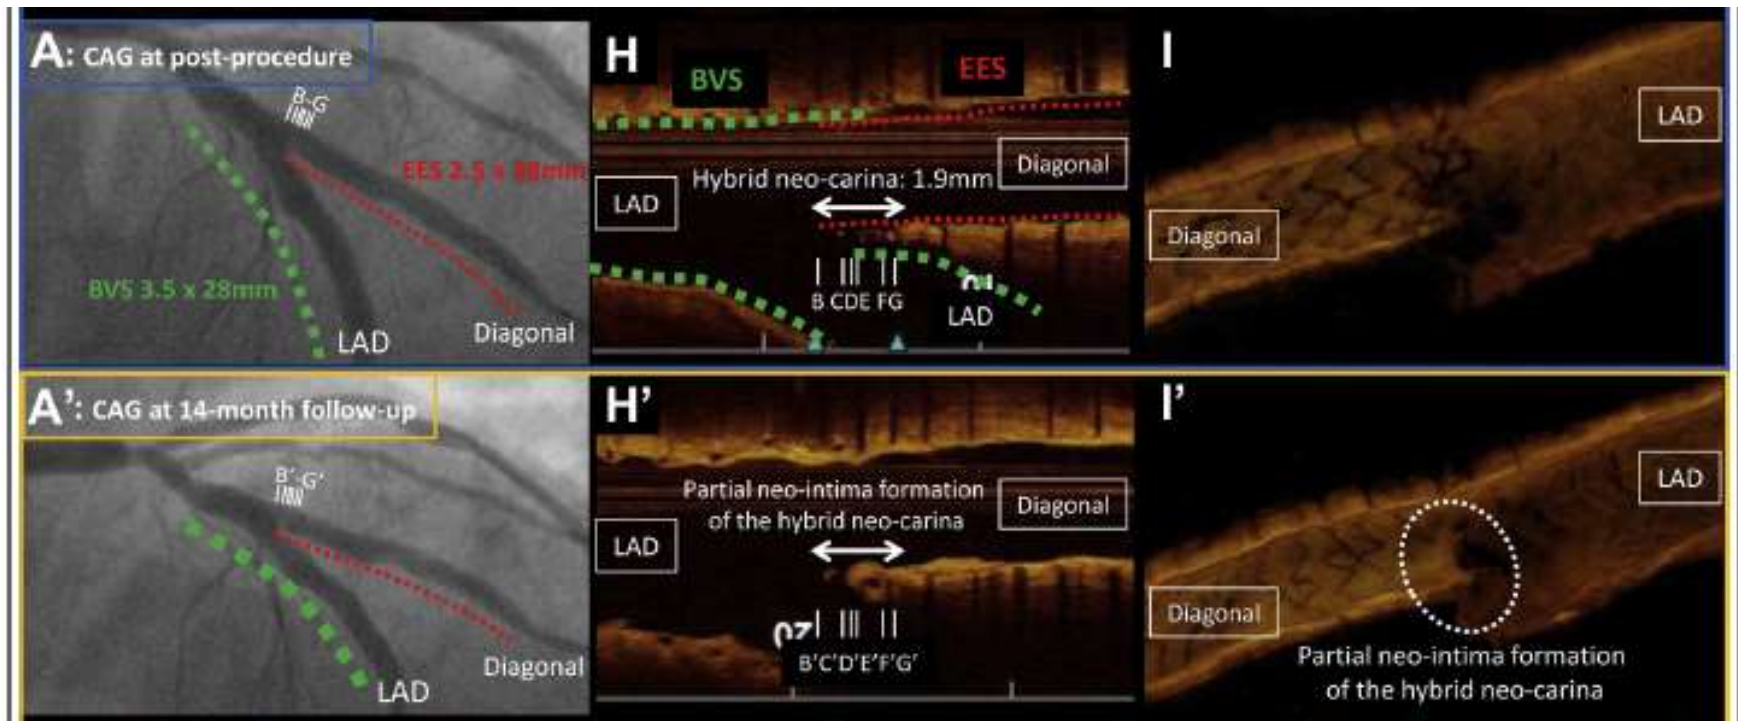 A: CAG at post-procedure
B-G
EES 2.5 x 38mm
BVS 3.5 x 28mm
LAD
Diagonal
H
BVS
EES
Diagonal
Hybrid neo-carina: 1.9mm
LAD
B CDE FG
LAD
I
LAD
Diagonal
A’: CAG at 14-month follow-up
B’-G’
Diagonal
LAD
H’
Partial neo-intima formation
of the hybrid neo-carina
Diagonal
LAD
B’C’D’E’F’G’
I’
LAD
Diagonal
Partial neo-intima formation
of the hybrid neo-carina